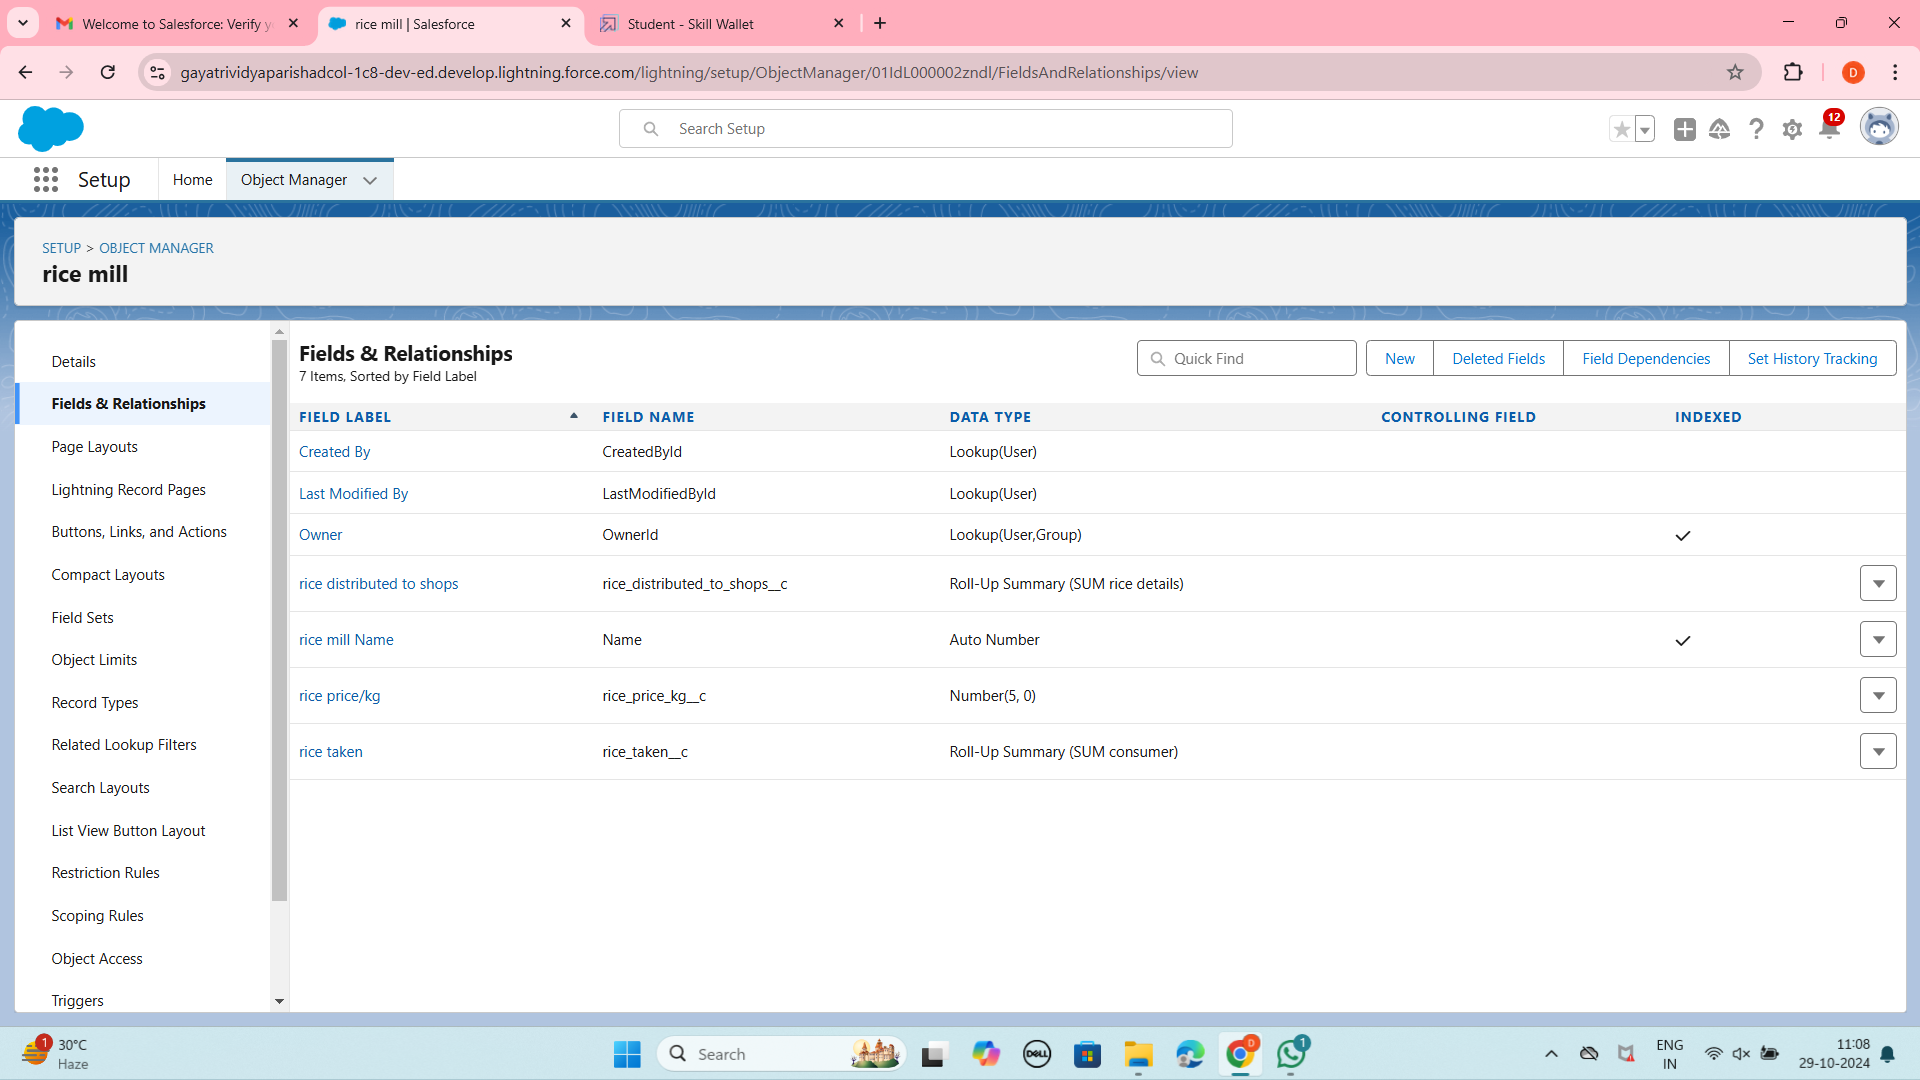 Welcome to Salesforce: Verify y
rice mill | Salesforce
Student - Skill Wallet
gayatrividyaparishadcol-1c8-dev-ed.develop.lightning.force.com/lightning/setup/ObjectManager/01IdL000002zndl/FieldsAndRelationships/view
D
Search Setup
12
Setup
Home
Object Manager
SETUP > OBJECT MANAGER
rice mill
Details
Fields & Relationships
Page Layouts
Lightning Record Pages
Buttons, Links, and Actions
Compact Layouts
Field Sets
Object Limits
Record Types
Related Lookup Filters
Search Layouts
List View Button Layout
Restriction Rules
Scoping Rules
Object Access
Triggers
Fields & Relationships
7 Items, Sorted by Field Label
Quick Find
New
Deleted Fields
Field Dependencies
Set History Tracking
FIELD LABEL FIELD NAME DATA TYPE CONTROLLING FIELD INDEXED
Created By CreatedById Lookup(User)
Last Modified By LastModifiedById Lookup(User)
Owner OwnerId Lookup(User,Group)
rice distributed to shops rice_distributed_to_shops__c Roll-Up Summary (SUM rice details)
rice mill Name Name Auto Number
rice price/kg rice_price_kg__c Number(5, 0)
rice taken rice_taken__c Roll-Up Summary (SUM consumer)
1
30°C
Haze
Search
DELL
D
1
ENG
IN
11:08
29-10-2024